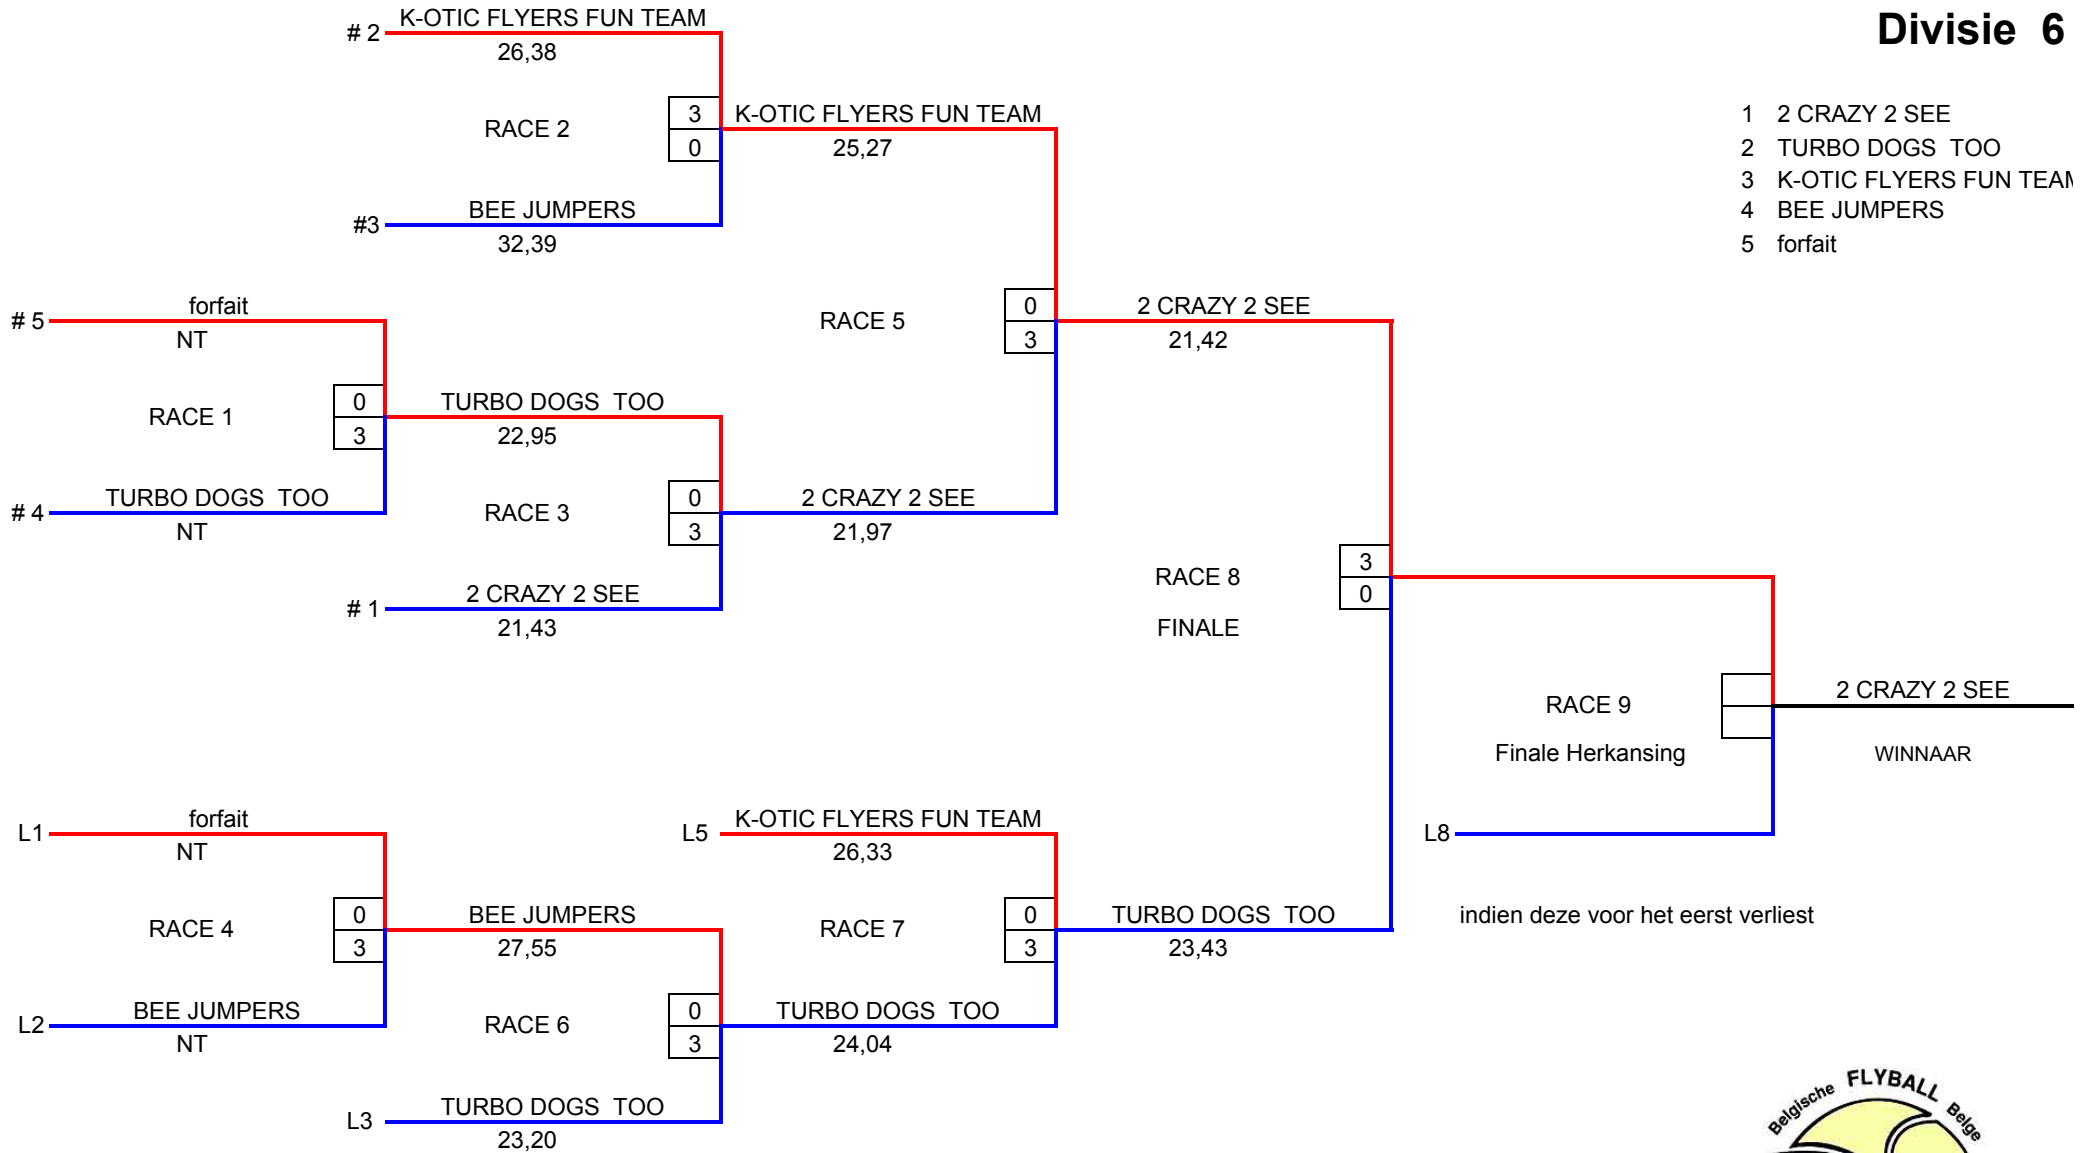 Divisie 6
K-OTIC FLYERS FUN TEAM
# 2
26,38
RACE 2
3
0
K-OTIC FLYERS FUN TEAM
25,27
1 2 CRAZY 2 SEE
2 TURBO DOGS TOO
3 K-OTIC FLYERS FUN TEAM
4 BEE JUMPERS
5 forfait
BEE JUMPERS
#3
32,39
forfait
# 5
NT
RACE 5
0
3
2 CRAZY 2 SEE
21,42
RACE 1
0
3
TURBO DOGS TOO
22,95
TURBO DOGS TOO
# 4
NT
RACE 3
0
3
2 CRAZY 2 SEE
21,97
2 CRAZY 2 SEE
# 1
21,43
RACE 8
3
0
FINALE
RACE 9
2 CRAZY 2 SEE
Finale Herkansing
WINNAAR
forfait
L1
NT
K-OTIC FLYERS FUN TEAM
L5
26,33
L8
RACE 4
0
3
BEE JUMPERS
27,55
RACE 7
0
3
TURBO DOGS TOO
23,43
indien deze voor het eerst verliest
BEE JUMPERS
L2
NT
RACE 6
0
3
TURBO DOGS TOO
24,04
TURBO DOGS TOO
L3
23,20
Belgische FLYBALL Belge